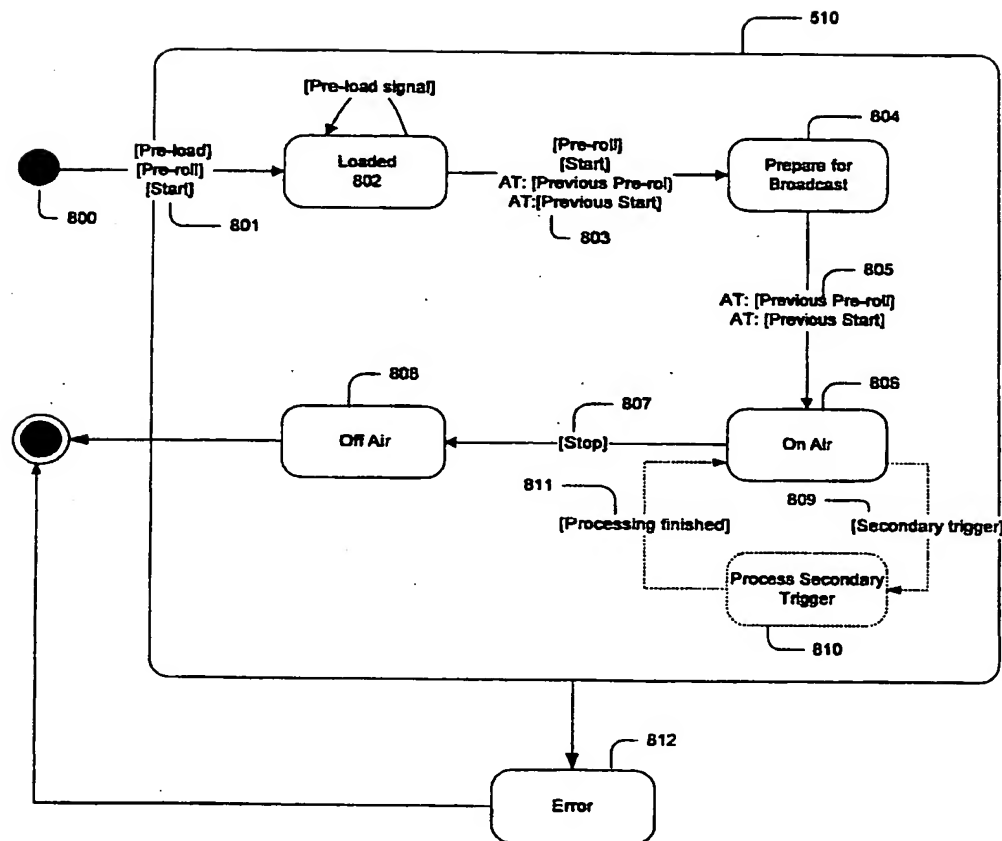 510
[Pre-load signal]
804
[Pre-load]
[Pre-roll]
[Start]
Loaded
802
[Pre-roll]
[Start]
AT: [Previous Pre-rol)
AT:[Previous Start]
Prepare for
Broadcast
800
801
803
805
AT: [Previous Pre-roll]
AT: [Previous Start]
808
807
806
Off Air
[Stop]
On Air
811
809
[Processing finished]
[Secondary trigger]
Process Secondary
Trigger
810
812
Error